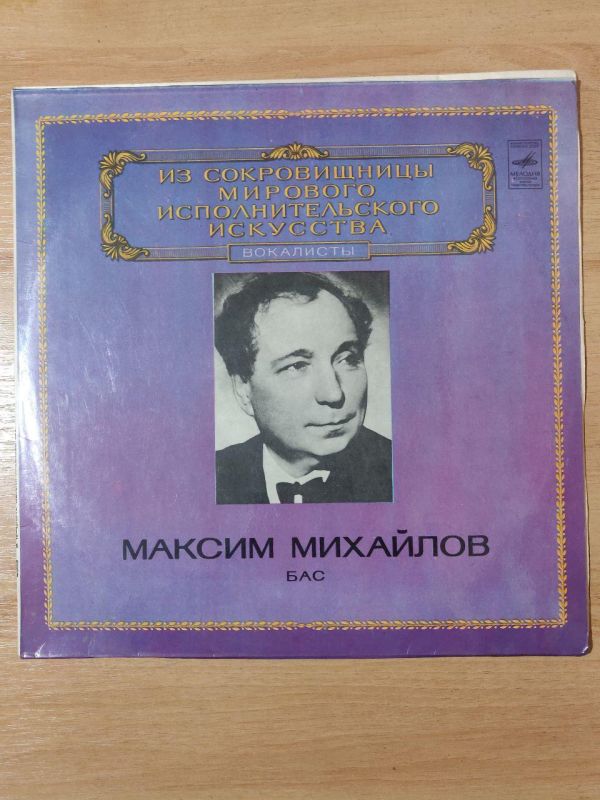 ИЗ СОКРОВИЩНИЦЫ
МИРОВОГО
ИСПОЛНИТЕЛЬСКОГО
ИСКУССТВА
ВОКАЛИСТЫ
МЕЛОДИЯ
МАКСИМ МИХАЙЛОВ
БАС